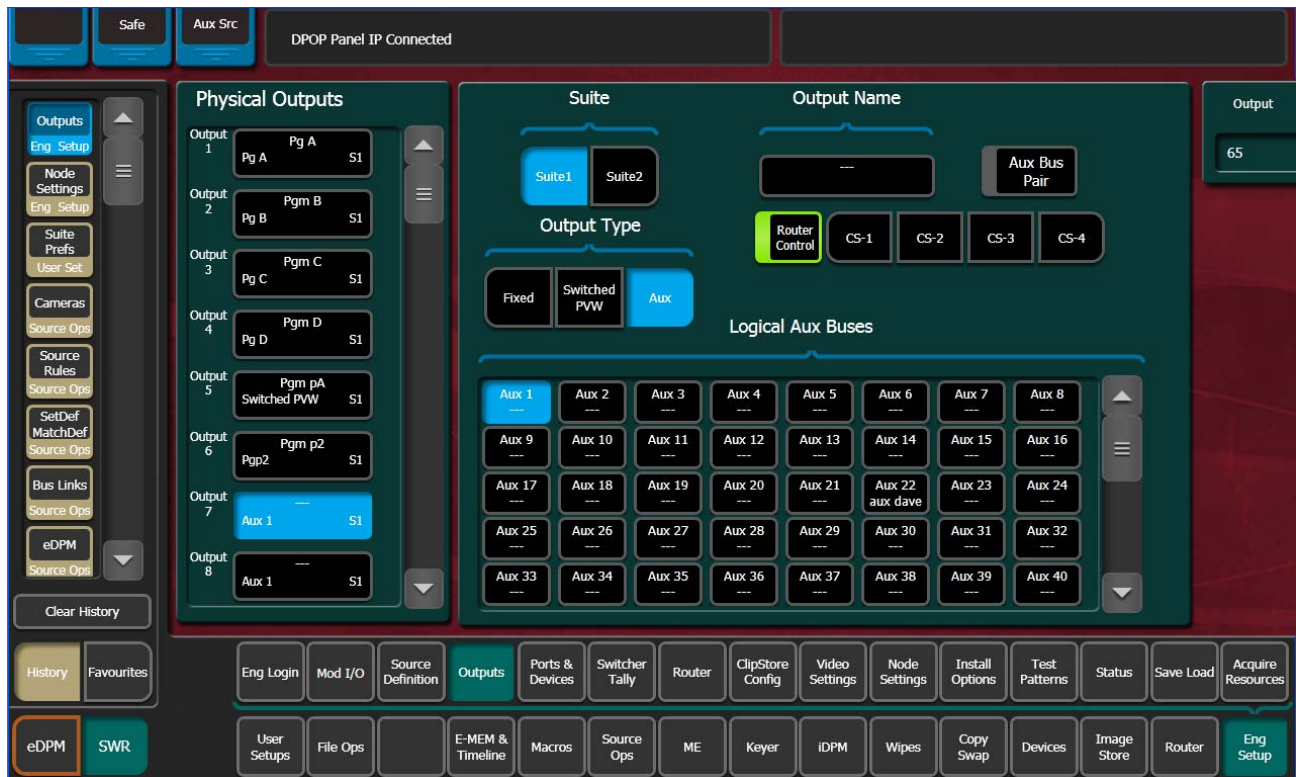 Safe
Aux Src
DPOP Panel IP Connected
Outputs
Eng Setup
Node
Settings
Eng Setup
Suite
Prefs
User Set
Cameras
Source Ops
Source
Rules
Source Ops
SetDef
MatchDef
Source Ops
Bus Links
Source Ops
eDPM
Source Ops
Clear History
History
Favourites
eDPM
SWR
Physical Outputs
Output
1
Pg A
Pg A S1
Output
2
Pgm B
Pg B S1
Output
3
Pgm C
Pg C S1
Output
4
Pgm D
Pg D S1
Output
5
Pgm pA
Switched PVW S1
Output
6
Pgm p2
Pgp2 S1
Output
7
---
Aux 1 S1
Output
8
---
Aux 1 S1
Suite
Suite1
Suite2
Output Name
---
Aux Bus
Pair
Output
65
Output Type
Fixed
Switched
PVW
Aux
Router
Control
CS-1
CS-2
CS-3
CS-4
Logical Aux Buses
Aux 1 Aux 2 Aux 3 Aux 4 Aux 5 Aux 6 Aux 7 Aux 8
--- --- --- --- --- --- --- ---
Aux 9 Aux 10 Aux 11 Aux 12 Aux 13 Aux 14 Aux 15 Aux 16
--- --- --- --- --- --- --- ---
Aux 17 Aux 18 Aux 19 Aux 20 Aux 21 Aux 22 Aux 23 Aux 24
--- --- --- --- --- aux dave --- ---
Aux 25 Aux 26 Aux 27 Aux 28 Aux 29 Aux 30 Aux 31 Aux 32
--- --- --- --- --- --- --- ---
Aux 33 Aux 34 Aux 35 Aux 36 Aux 37 Aux 38 Aux 39 Aux 40
--- --- --- --- --- --- --- ---
Eng Login
Mod I/O
Source
Definition
Outputs
Ports &
Devices
Switcher
Tally
Router
ClipStore
Config
Video
Settings
Node
Settings
Install
Options
Test
Patterns
Status
Save Load
Acquire
Resources
User
Setups
File Ops
E-MEM &
Timeline
Macros
Source
Ops
ME
Keyer
iDPM
Wipes
Copy
Swap
Devices
Image
Store
Router
Eng
Setup